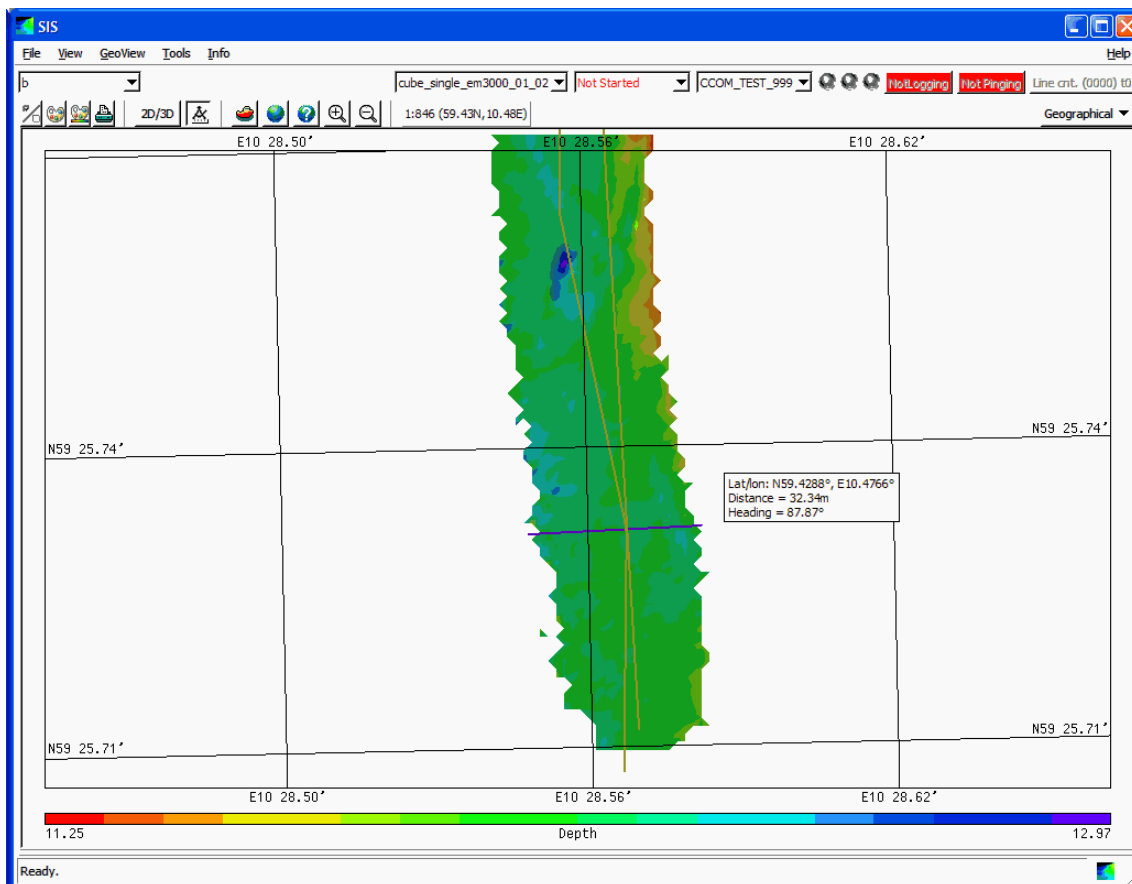 SIS
File View GeoView Tools Info Help
b cube_single_em3000_01_02 Not Started CCOM_TEST_999 NotLogging Not Pinging Line cnt. (0000) t0
2D/3D 1:846 (59.43N,10.48E) Geographical
E10 28.50' E10 28.56' E10 28.62'
N59 25.74' N59 25.74'
Lat/lon: N59.4288°, E10.4766°
Distance = 32.34m
Heading = 87.87°
N59 25.71' N59 25.71'
E10 28.50' E10 28.56' E10 28.62'
11.25 Depth 12.97
Ready.